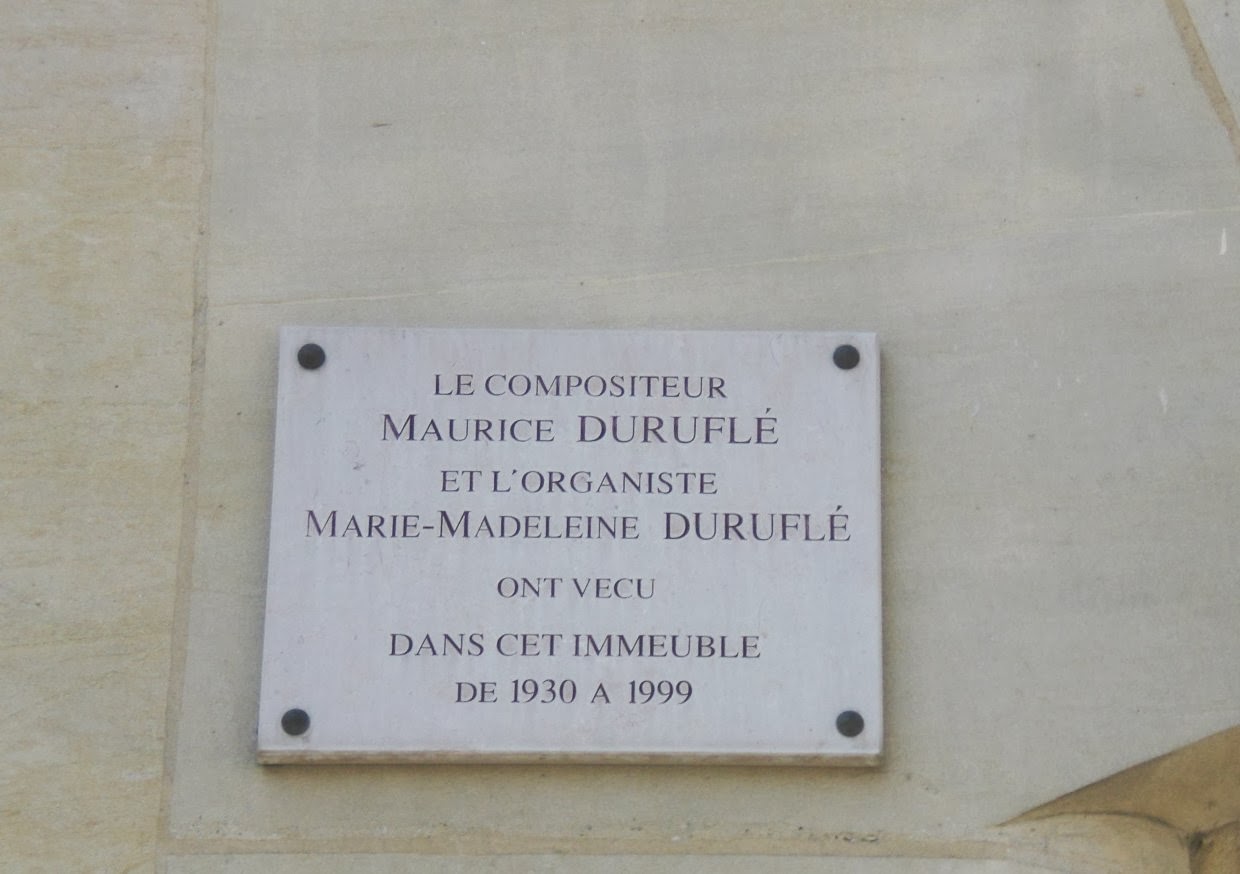 LE COMPOSITEUR
MAURICE DURUFLÉ
ET L'ORGANISTE
MARIE-MADELEINE DURUFLÉ
ONT VECU
DANS CET IMMEUBLE
DE 1930 A 1999